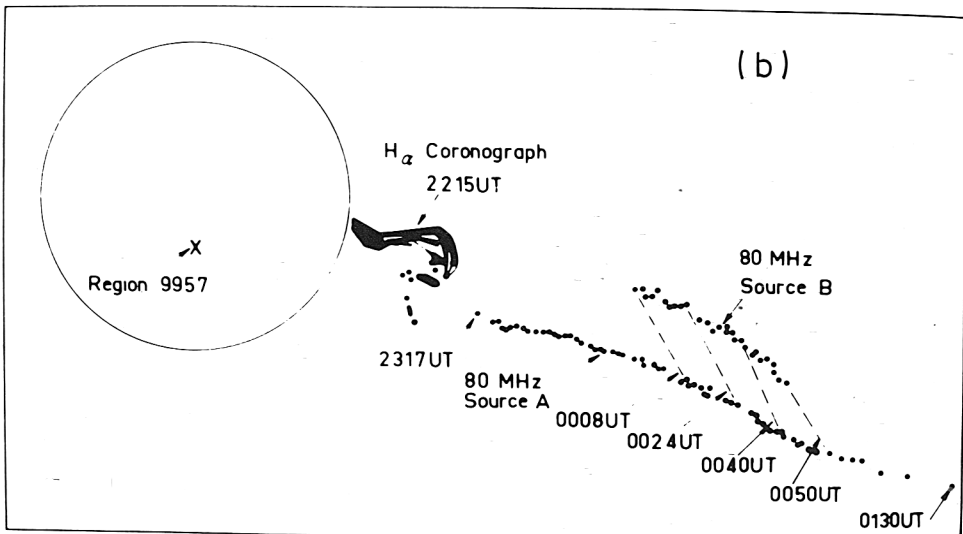 (b)
Hα Coronograph
2215UT
X
Region 9957
80 MHz
Source B
2317UT
80 MHz
Source A
0008UT
0024UT
0040UT
0050UT
0130UT